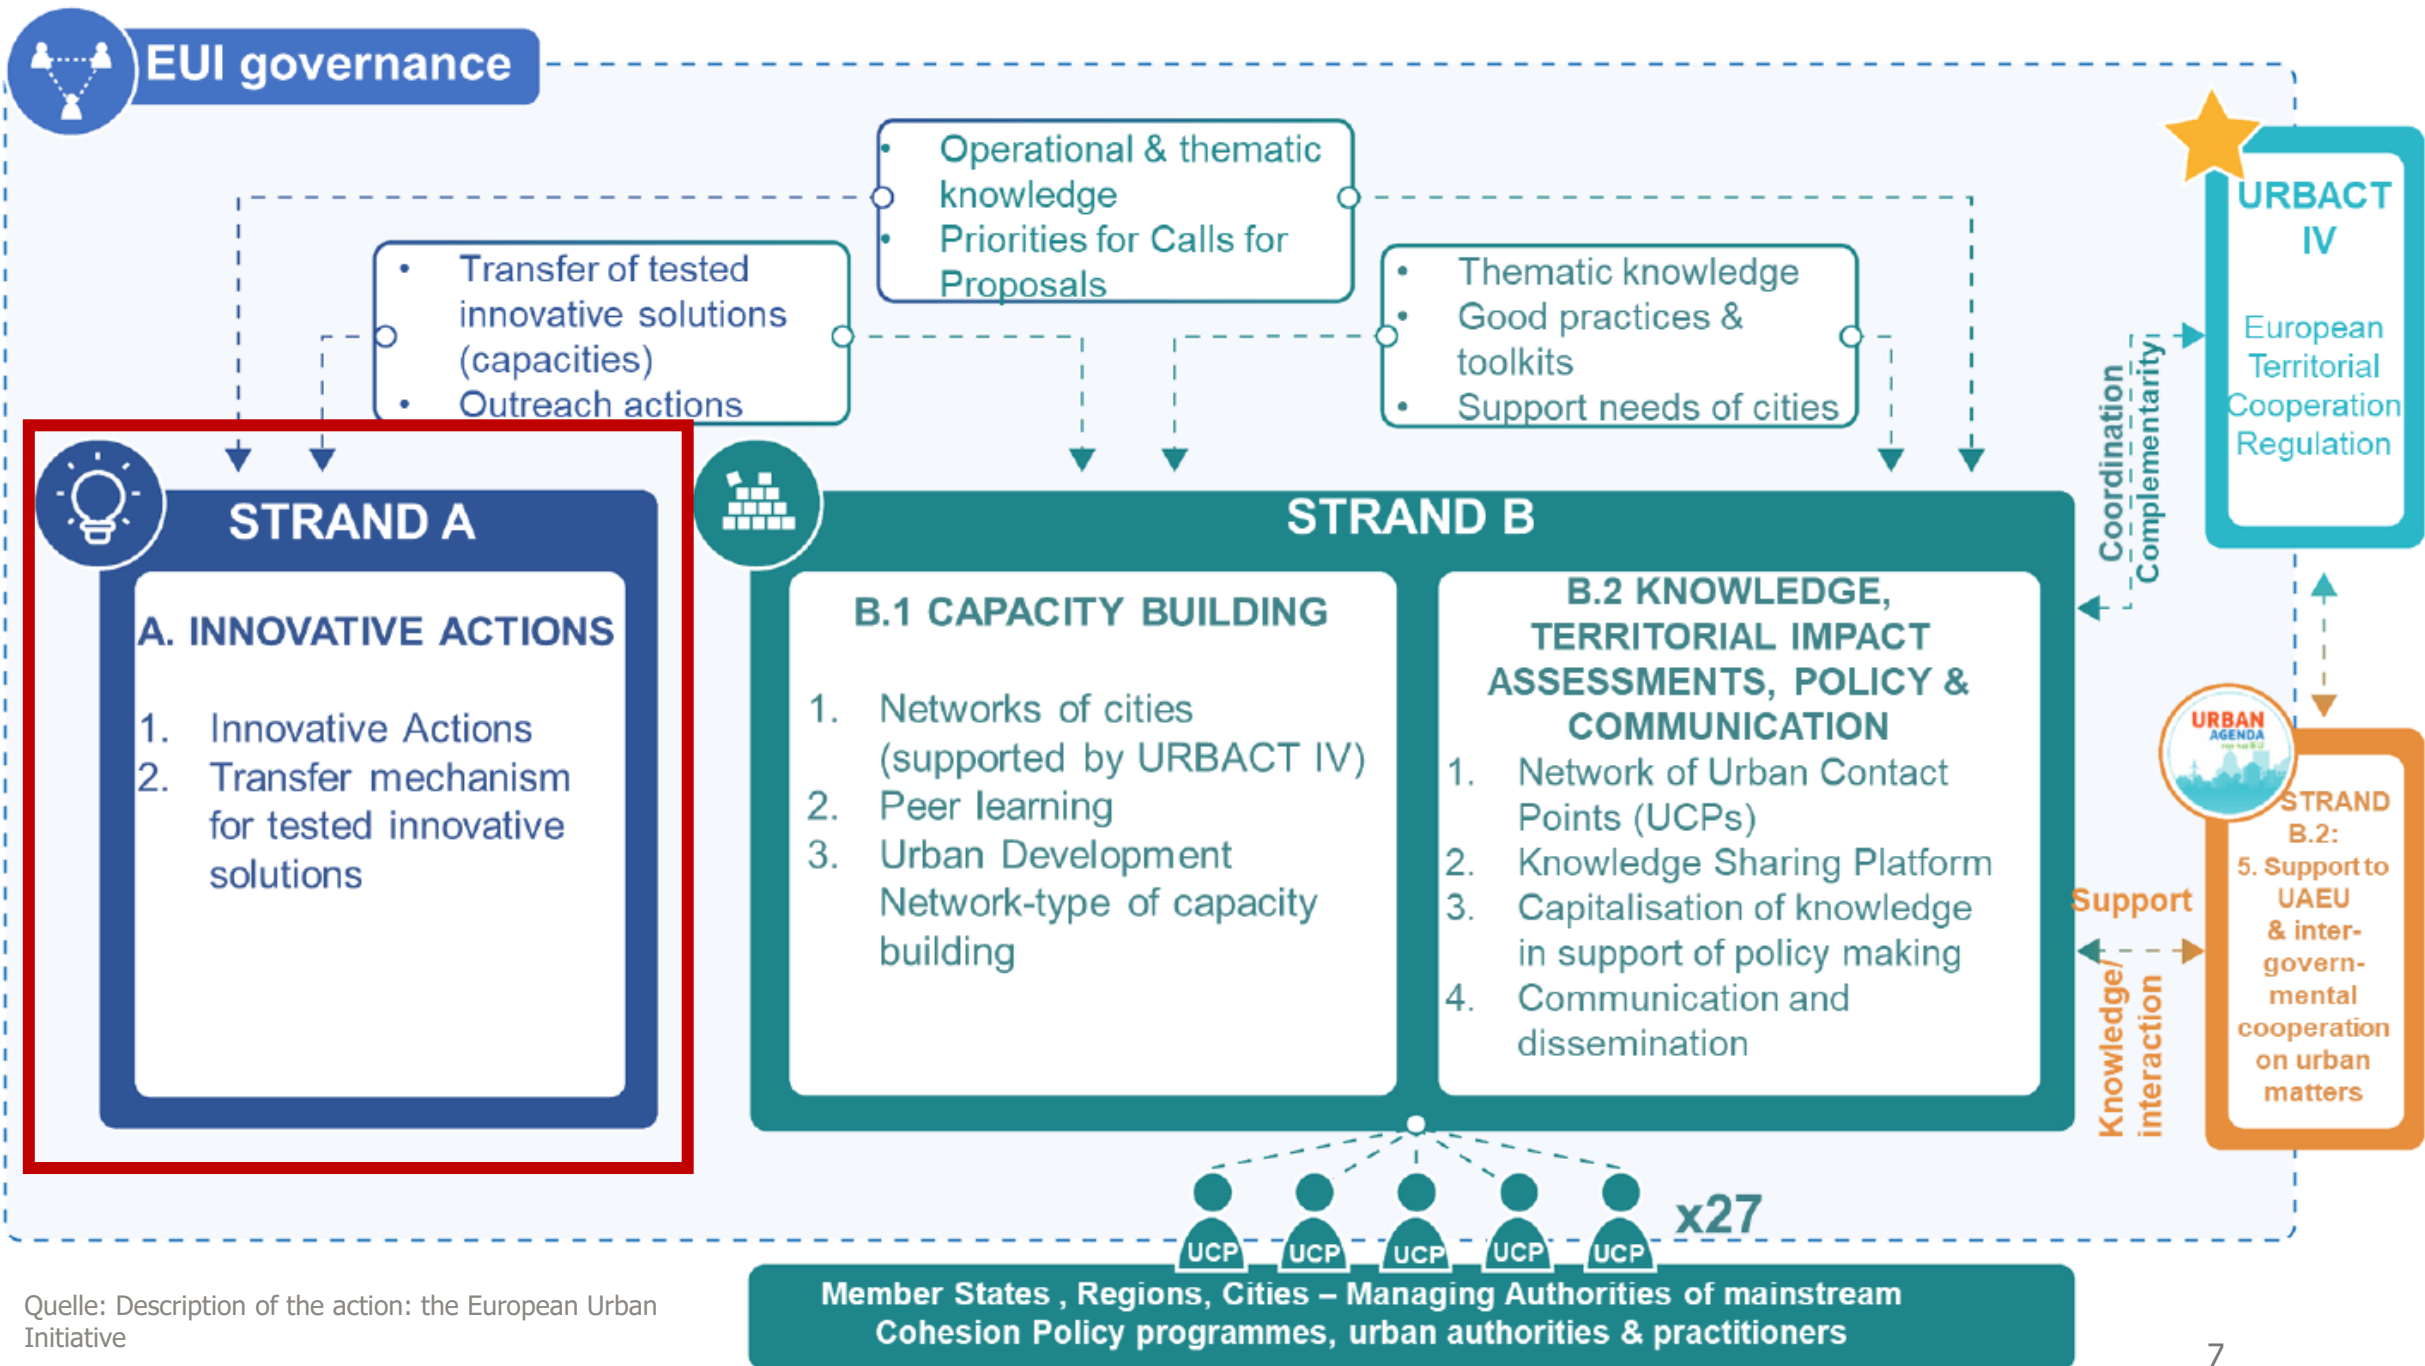 EUI governance
• Operational & thematic
knowledge
• Priorities for Calls for
Proposals
• Transfer of tested
innovative solutions
(capacities)
• Outreach actions
• Thematic knowledge
• Good practices &
toolkits
• Support needs of cities
URBACT
IV
European
Territorial
Cooperation
Regulation
Coordination
Complementarity
STRAND A
A. INNOVATIVE ACTIONS
1. Innovative Actions
2. Transfer mechanism
for tested innovative
solutions
STRAND B
B.1 CAPACITY BUILDING
1. Networks of cities
(supported by URBACT IV)
2. Peer learning
3. Urban Development
Network-type of capacity
building
B.2 KNOWLEDGE,
TERRITORIAL IMPACT
ASSESSMENTS, POLICY &
COMMUNICATION
1. Network of Urban Contact
Points (UCPs)
2. Knowledge Sharing Platform
3. Capitalisation of knowledge
in support of policy making
4. Communication and
dissemination
Support
Knowledge/
interaction
URBAN
AGENDA
FOR THE EU
STRAND
B.2:
5. Support to
UAEU
& inter-
govern-
mental
cooperation
on urban
matters
x27
UCP UCP UCP UCP UCP
Member States , Regions, Cities – Managing Authorities of mainstream
Cohesion Policy programmes, urban authorities & practitioners
Quelle: Description of the action: the European Urban
Initiative
7